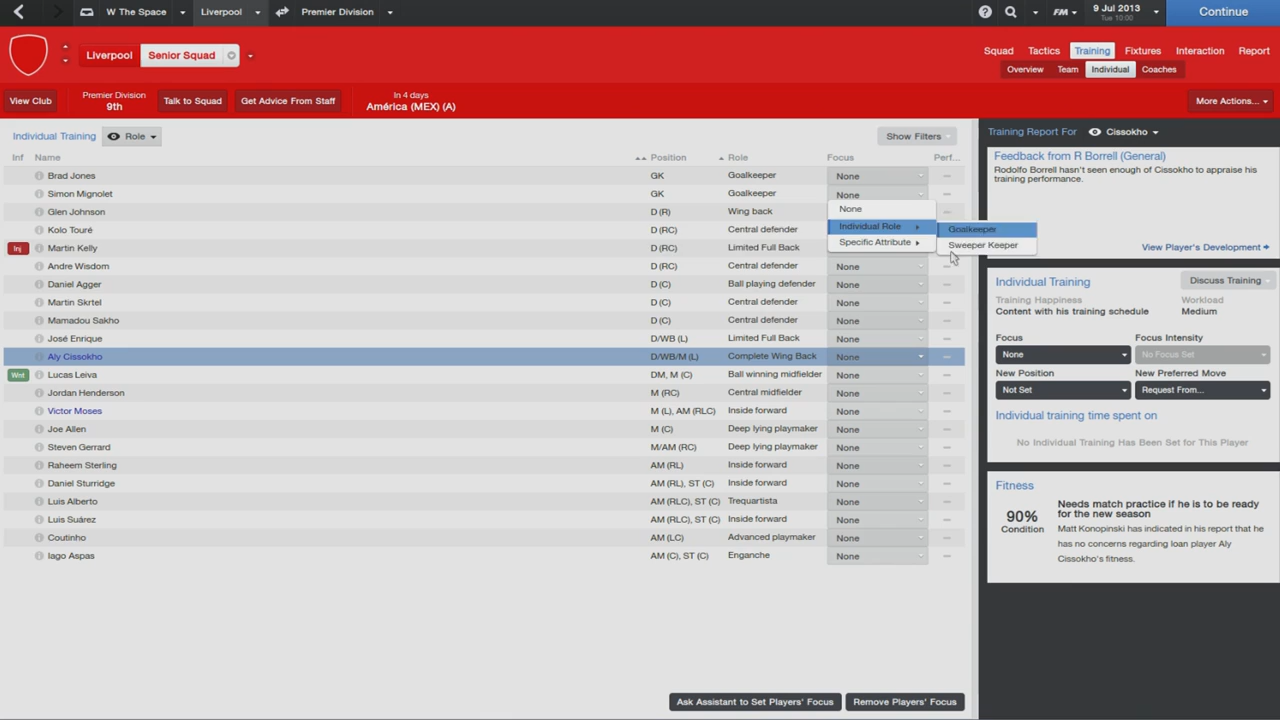 W The Space
Liverpool
Premier Division
FM
9 Jul 2013
Tue 10:00
Continue
Liverpool
Senior Squad
Squad Tactics Training Fixtures Interaction Report
Overview Team Individual Coaches
View Club
Premier Division
9th
Talk to Squad
Get Advice From Staff
In 4 days
América (MEX) (A)
More Actions...
Individual Training Role
Show Filters
Inf Name Position Role Focus Perf...
Brad Jones GK Goalkeeper None
Simon Mignolet GK Goalkeeper None
Glen Johnson D (R) Wing back
Kolo Touré D (RC) Central defender
Inj Martin Kelly D (RC) Limited Full Back
Andre Wisdom D (RC) Central defender None
Daniel Agger D (C) Ball playing defender None
Martin Skrtel D (C) Central defender None
Mamadou Sakho D (C) Central defender None
José Enrique D/WB (L) Limited Full Back None
Aly Cissokho D/WB/M (L) Complete Wing Back None
Wnt Lucas Leiva DM, M (C) Ball winning midfielder None
Jordan Henderson M (RC) Central midfielder None
Victor Moses M (L), AM (RLC) Inside forward None
Joe Allen M (C) Deep lying playmaker None
Steven Gerrard M/AM (RC) Deep lying playmaker None
Raheem Sterling AM (RL) Inside forward None
Daniel Sturridge AM (RL), ST (C) Inside forward None
Luis Alberto AM (RLC), ST (C) Trequartista None
Luis Suárez AM (RLC), ST (C) Inside forward None
Coutinho AM (LC) Advanced playmaker None
Iago Aspas AM (C), ST (C) Enganche None
None
Individual Role
Specific Attribute
Goalkeeper
Sweeper Keeper
Ask Assistant to Set Players' Focus
Remove Players' Focus
Training Report For Cissokho
Feedback from R Borrell (General)
Rodolfo Borrell hasn't seen enough of Cissokho to appraise his
training performance.
View Player's Development
Individual Training
Discuss Training
Training Happiness Workload
Content with his training schedule Medium
Focus Focus Intensity
None No Focus Set
New Position New Preferred Move
Not Set Request From...
Individual training time spent on
No Individual Training Has Been Set for This Player
Fitness
90%
Condition
Needs match practice if he is to be ready
for the new season
Matt Konopinski has indicated in his report that he
has no concerns regarding loan player Aly
Cissokho's fitness.